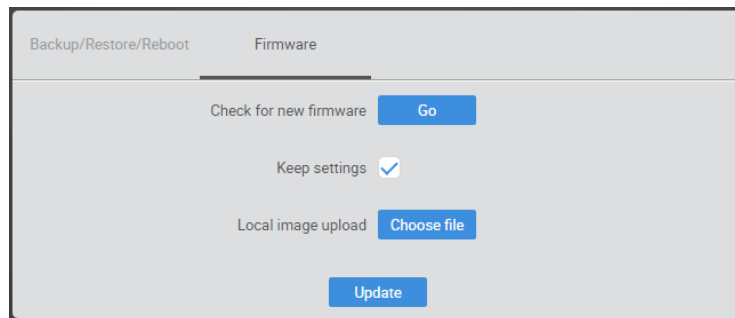 Backup/Restore/Reboot Firmware
Check for new firmware Go
Keep settings
Local image upload Choose file
Update